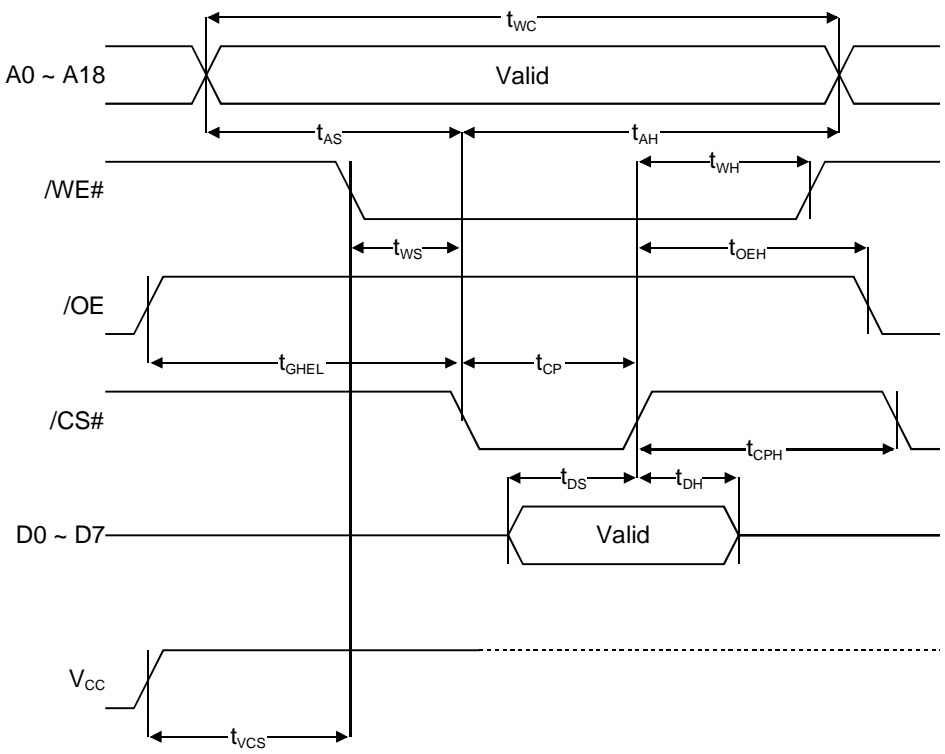 tWC
A0 ~ A18
Valid
tAS
tAH
tWH
/WE#
tWS
tOEH
/OE
tGHEL
tCP
/CS#
tCPH
tDS
tDH
D0 ~ D7
Valid
VCC
tVCS